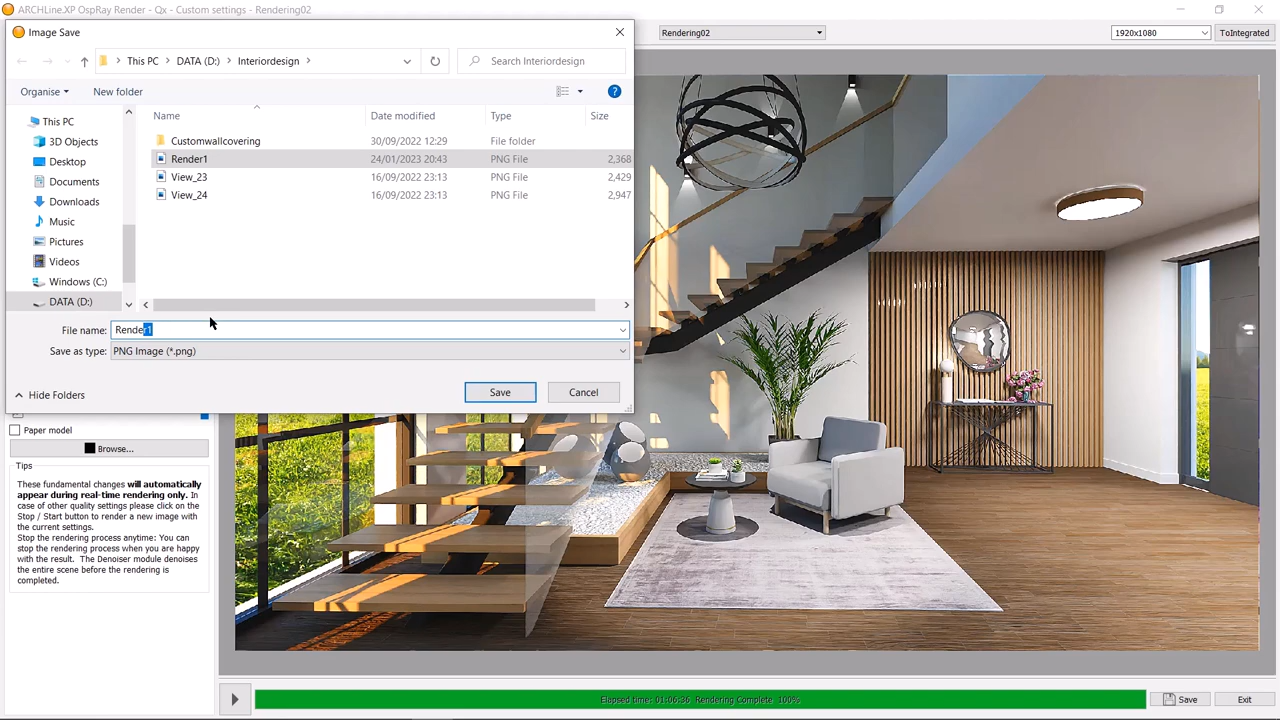 ARCHLine.XP OspRay Render - Qx - Custom settings - Rendering02
Image Save
Rendering02
1920x1080
ToIntegrated
This PC
DATA (D:)
Interiordesign
Search Interiordesign
Organise
New folder
Name
Date modified
Type
Size
This PC
3D Objects
Desktop
Documents
Downloads
Music
Pictures
Videos
Windows (C:)
DATA (D:)
Customwallcovering 30/09/2022 12:29 File folder
Render1 24/01/2023 20:43 PNG File 2,368
View_23 16/09/2022 23:13 PNG File 2,429
View_24 16/09/2022 23:13 PNG File 2,947
File name: Render1
Save as type: PNG Image (*.png)
Hide Folders
Save
Cancel
Paper model
Browse...
Tips
These fundamental changes will automatically
appear during real-time rendering only. In
case of other quality settings please click on the
Stop / Start button to render a new image with
the current settings.
Stop the rendering process anytime: You can
stop the rendering process when you are happy
with the result. The Denoiser module denoises
the entire scene before the rendering is
completed.
Elapsed time: 01:06:36 Rendering Complete 100%
Save
Exit